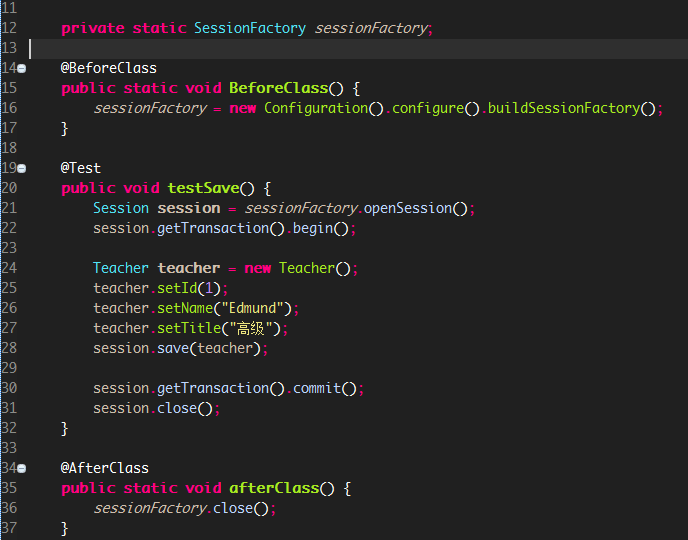 11
12 private static SessionFactory sessionFactory;
13
14 @BeforeClass
15 public static void BeforeClass() {
16 sessionFactory = new Configuration().configure().buildSessionFactory();
17 }
18
19 @Test
20 public void testSave() {
21 Session session = sessionFactory.openSession();
22 session.getTransaction().begin();
23
24 Teacher teacher = new Teacher();
25 teacher.setId(1);
26 teacher.setName("Edmund");
27 teacher.setTitle("高级");
28 session.save(teacher);
29
30 session.getTransaction().commit();
31 session.close();
32 }
33
34 @AfterClass
35 public static void afterClass() {
36 sessionFactory.close();
37 }